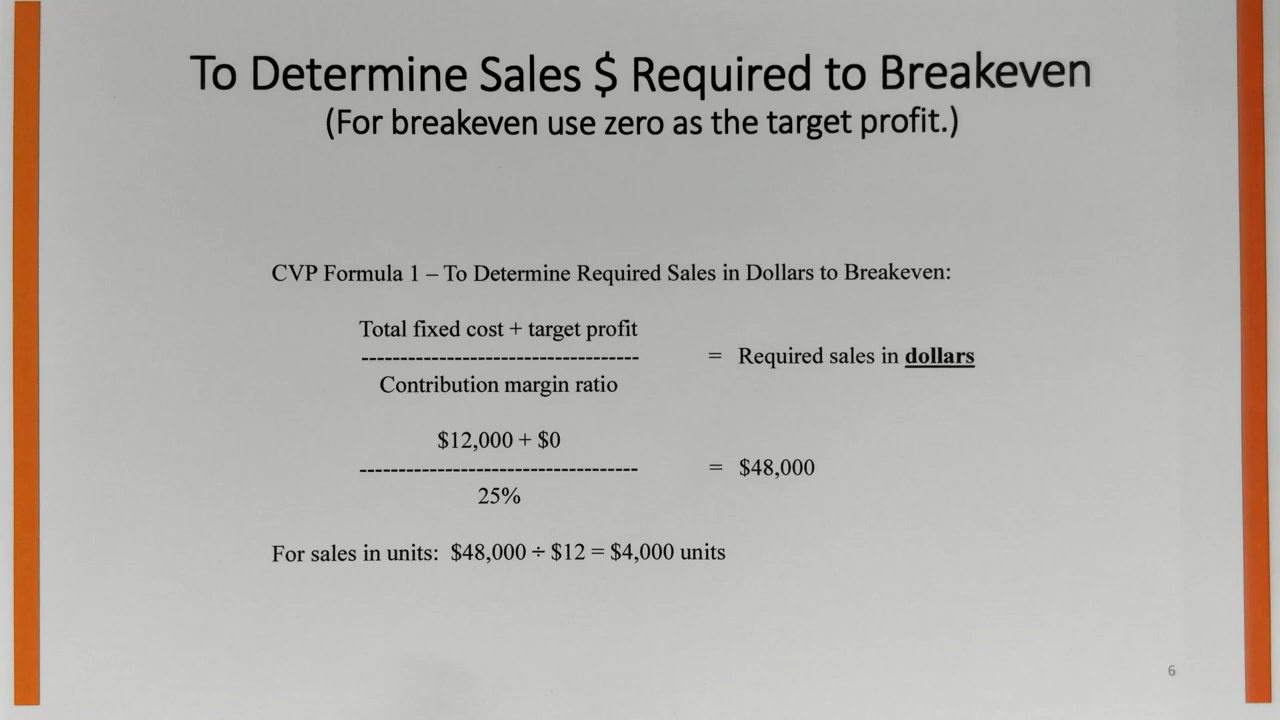 To Determine Sales $ Required to Breakeven
(For breakeven use zero as the target profit.)
CVP Formula 1 – To Determine Required Sales in Dollars to Breakeven:
Total fixed cost + target profit
------------------------------------
= Required sales in dollars
Contribution margin ratio
$12,000 + $0
------------------------------------
= $48,000
25%
For sales in units: $48,000 ÷ $12 = $4,000 units
6